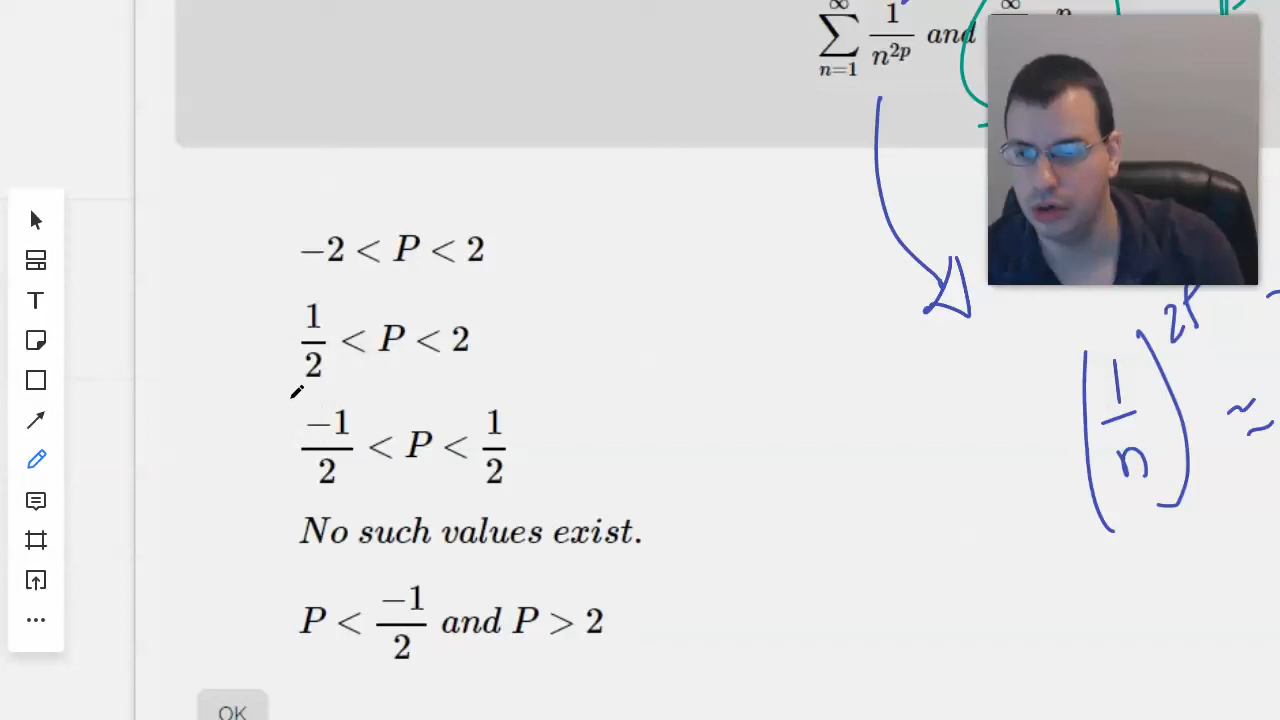 ∞ ∑ n=1 1/n^{2p} and ∞ n
-2 < P < 2
1/2 < P < 2
(1/n)^{2P} ≈
-1/2 < P < 1/2
No such values exist.
P < -1/2 and P > 2
T
OK